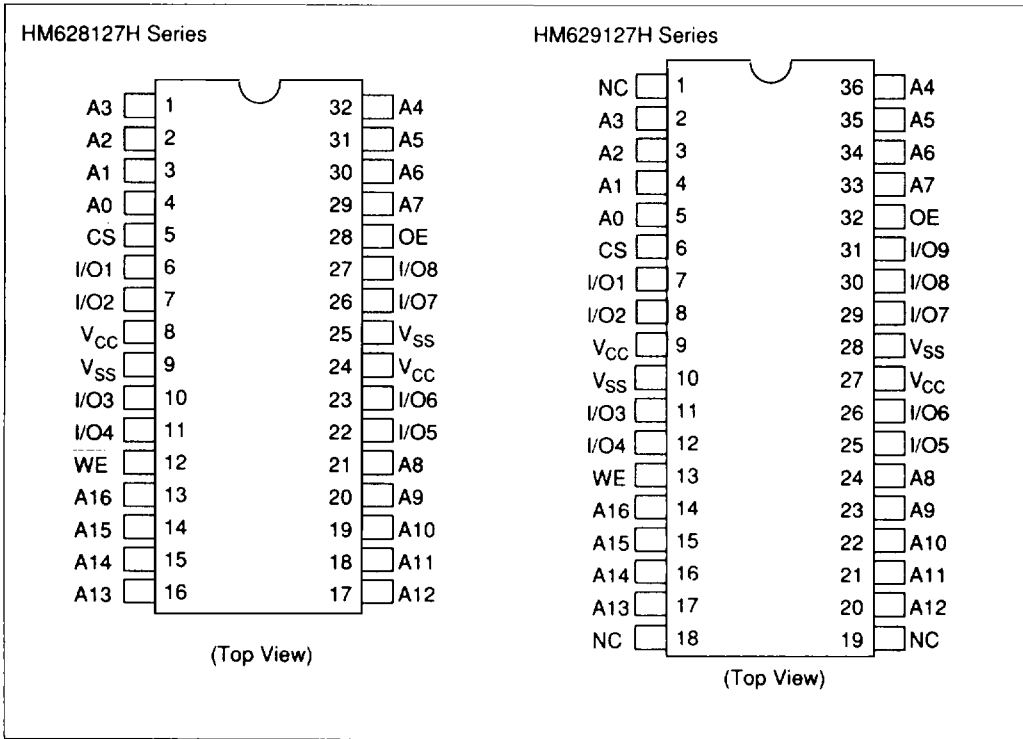 HM628127H Series
A3 1 32 A4
A2 2 31 A5
A1 3 30 A6
A0 4 29 A7
CS 5 28 OE
I/O1 6 27 I/O8
I/O2 7 26 I/O7
VCC 8 25 VSS
VSS 9 24 VCC
I/O3 10 23 I/O6
I/O4 11 22 I/O5
WE 12 21 A8
A16 13 20 A9
A15 14 19 A10
A14 15 18 A11
A13 16 17 A12
(Top View)
HM629127H Series
NC 1 36 A4
A3 2 35 A5
A2 3 34 A6
A1 4 33 A7
A0 5 32 OE
CS 6 31 I/O9
I/O1 7 30 I/O8
I/O2 8 29 I/O7
VCC 9 28 VSS
VSS 10 27 VCC
I/O3 11 26 I/O6
I/O4 12 25 I/O5
WE 13 24 A8
A16 14 23 A9
A15 15 22 A10
A14 16 21 A11
A13 17 20 A12
NC 18 19 NC
(Top View)